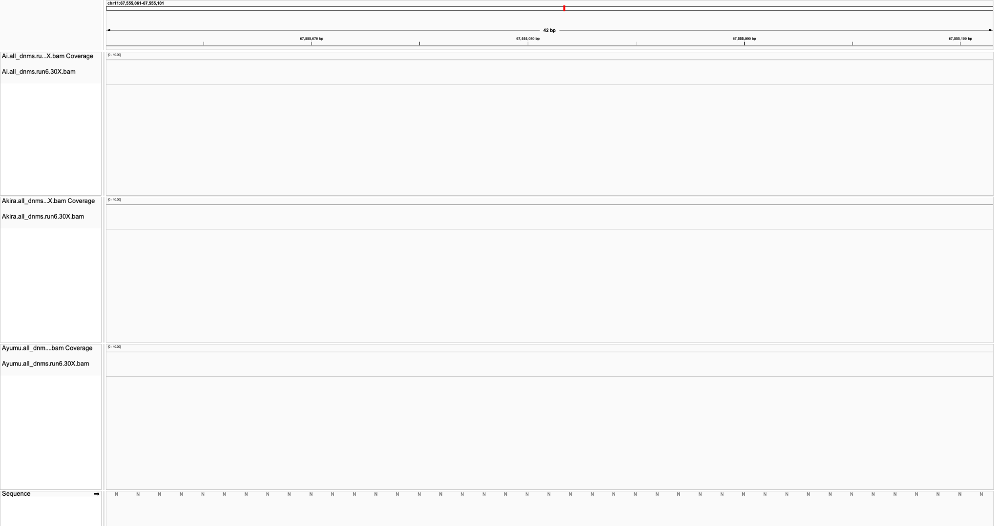 chr11:67,555,061-67,555,101
42 bp
67,555,070 bp 67,555,080 bp 67,555,090 bp 67,555,100 bp
Ai.all_dnms.ru...X.bam Coverage [0 - 10.00]
Ai.all_dnms.run6.30X.bam
Akira.all_dnms...X.bam Coverage [0 - 10.00]
Akira.all_dnms.run6.30X.bam
Ayumu.all_dnm....bam Coverage [0 - 10.00]
Ayumu.all_dnms.run6.30X.bam
Sequence N N N N N N N N N N N N N N N N N N N N N N N N N N N N N N N N N N N N N N N N N